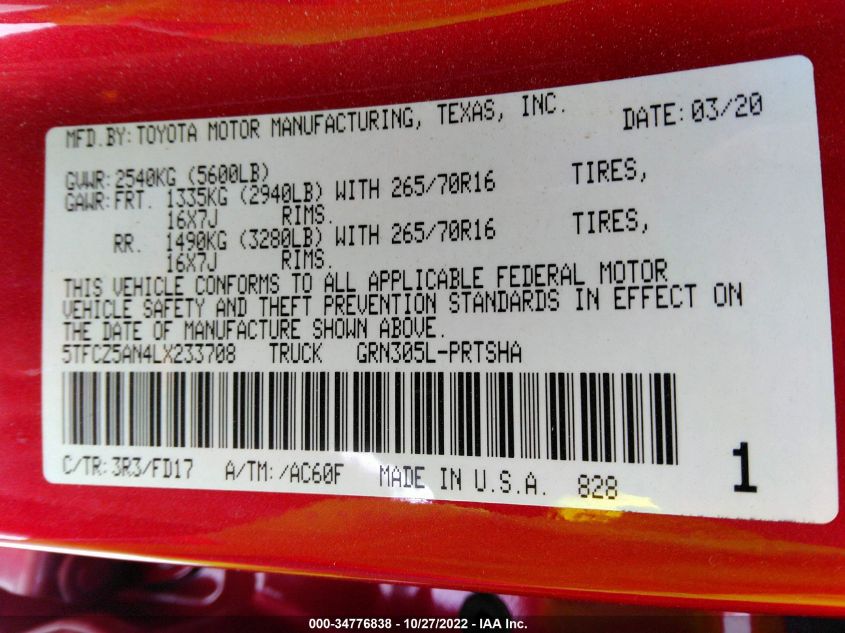 MFD.BY: TOYOTA MOTOR MANUFACTURING, TEXAS, INC. DATE: 03/20
GVWR: 2540KG (5600LB)
GAWR: FRT. 1335KG (2940LB) WITH 265/70R16 TIRES,
16X7J RIMS.
RR. 1490KG (3280LB) WITH 265/70R16 TIRES,
16X7J RIMS.
THIS VEHICLE CONFORMS TO ALL APPLICABLE FEDERAL MOTOR
VEHICLE SAFETY AND THEFT PREVENTION STANDARDS IN EFFECT ON
THE DATE OF MANUFACTURE SHOWN ABOVE.
5TFCZ5AN4LX233708 TRUCK GRN305L-PRTSHA
C/TR: 3R3/FD17 A/TM: /AC60F MADE IN U.S.A. 828 1
000-34776838 - 10/27/2022 - IAA Inc.